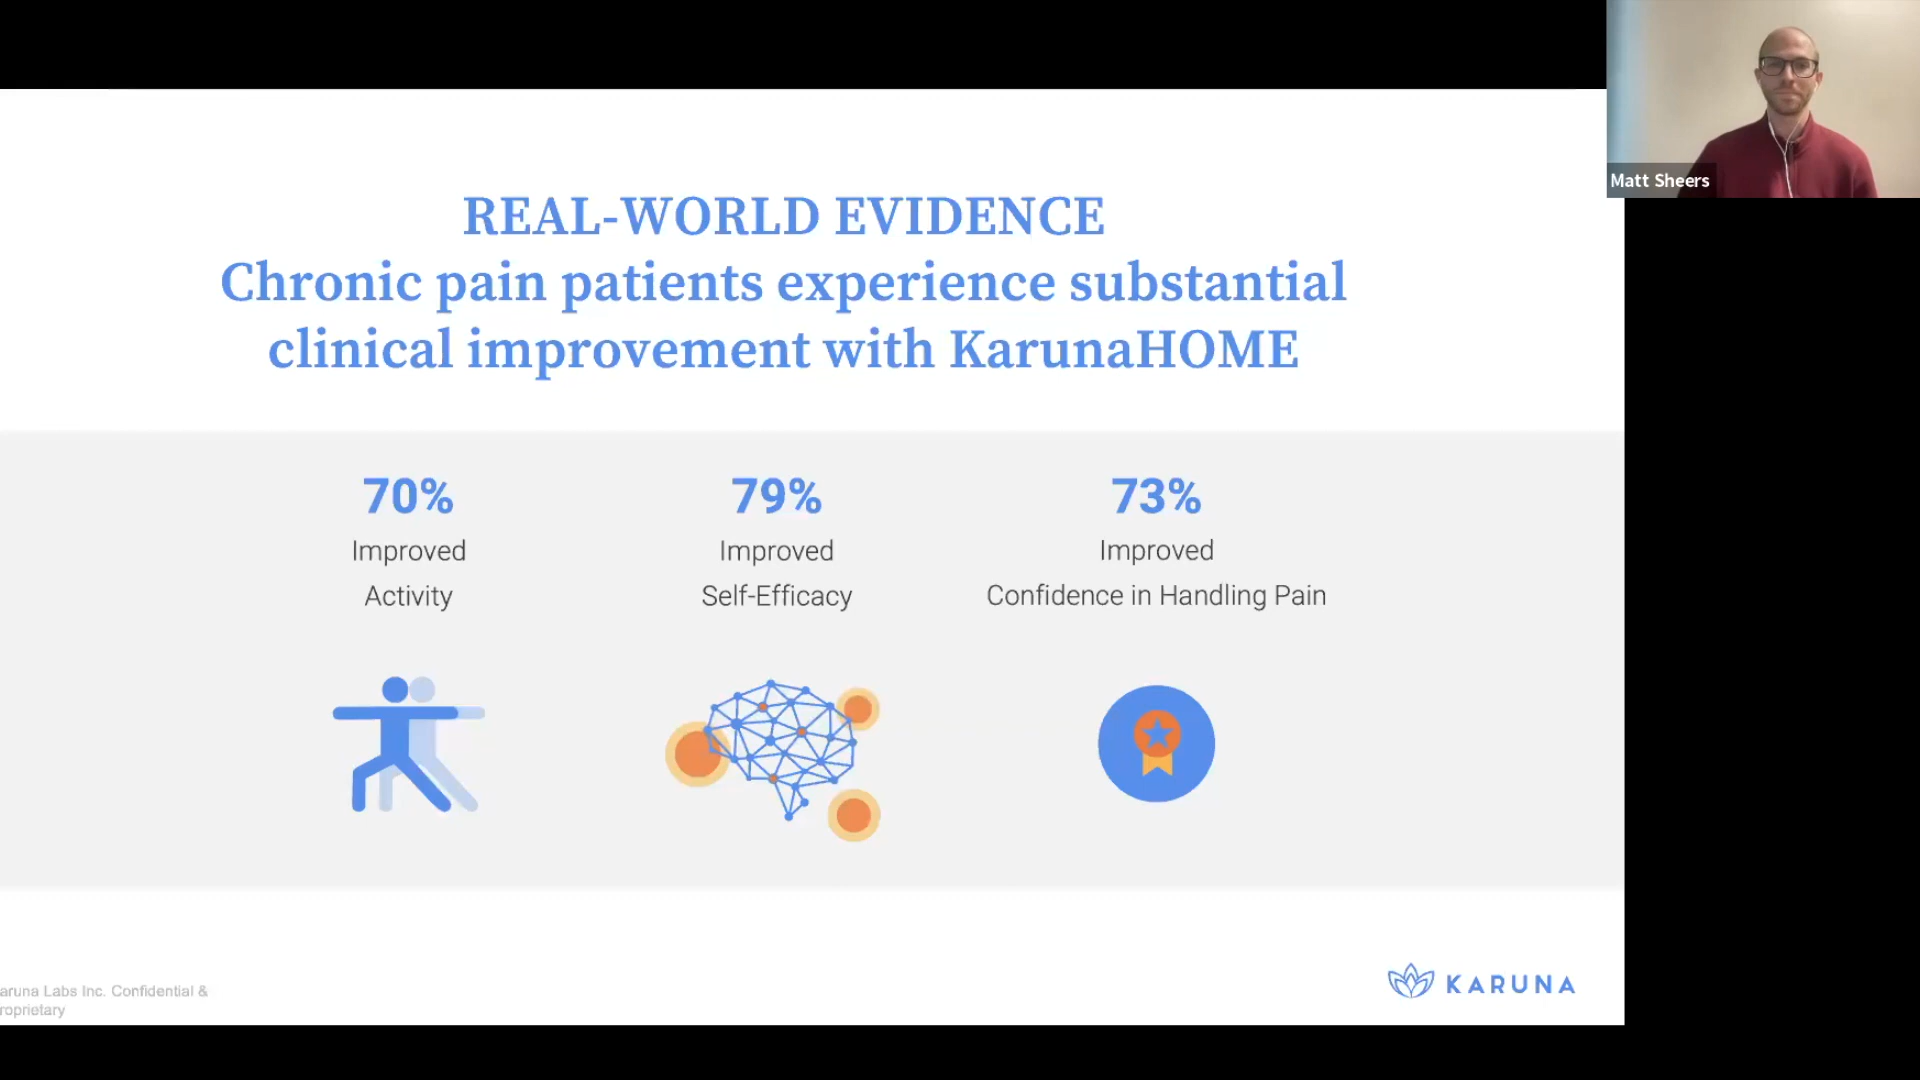 REAL-WORLD EVIDENCE
Chronic pain patients experience substantial
clinical improvement with KarunaHOME
70%
Improved
Activity
79%
Improved
Self-Efficacy
73%
Improved
Confidence in Handling Pain
aruna Labs Inc. Confidential &
roprietary
KARUNA
Matt Sheers